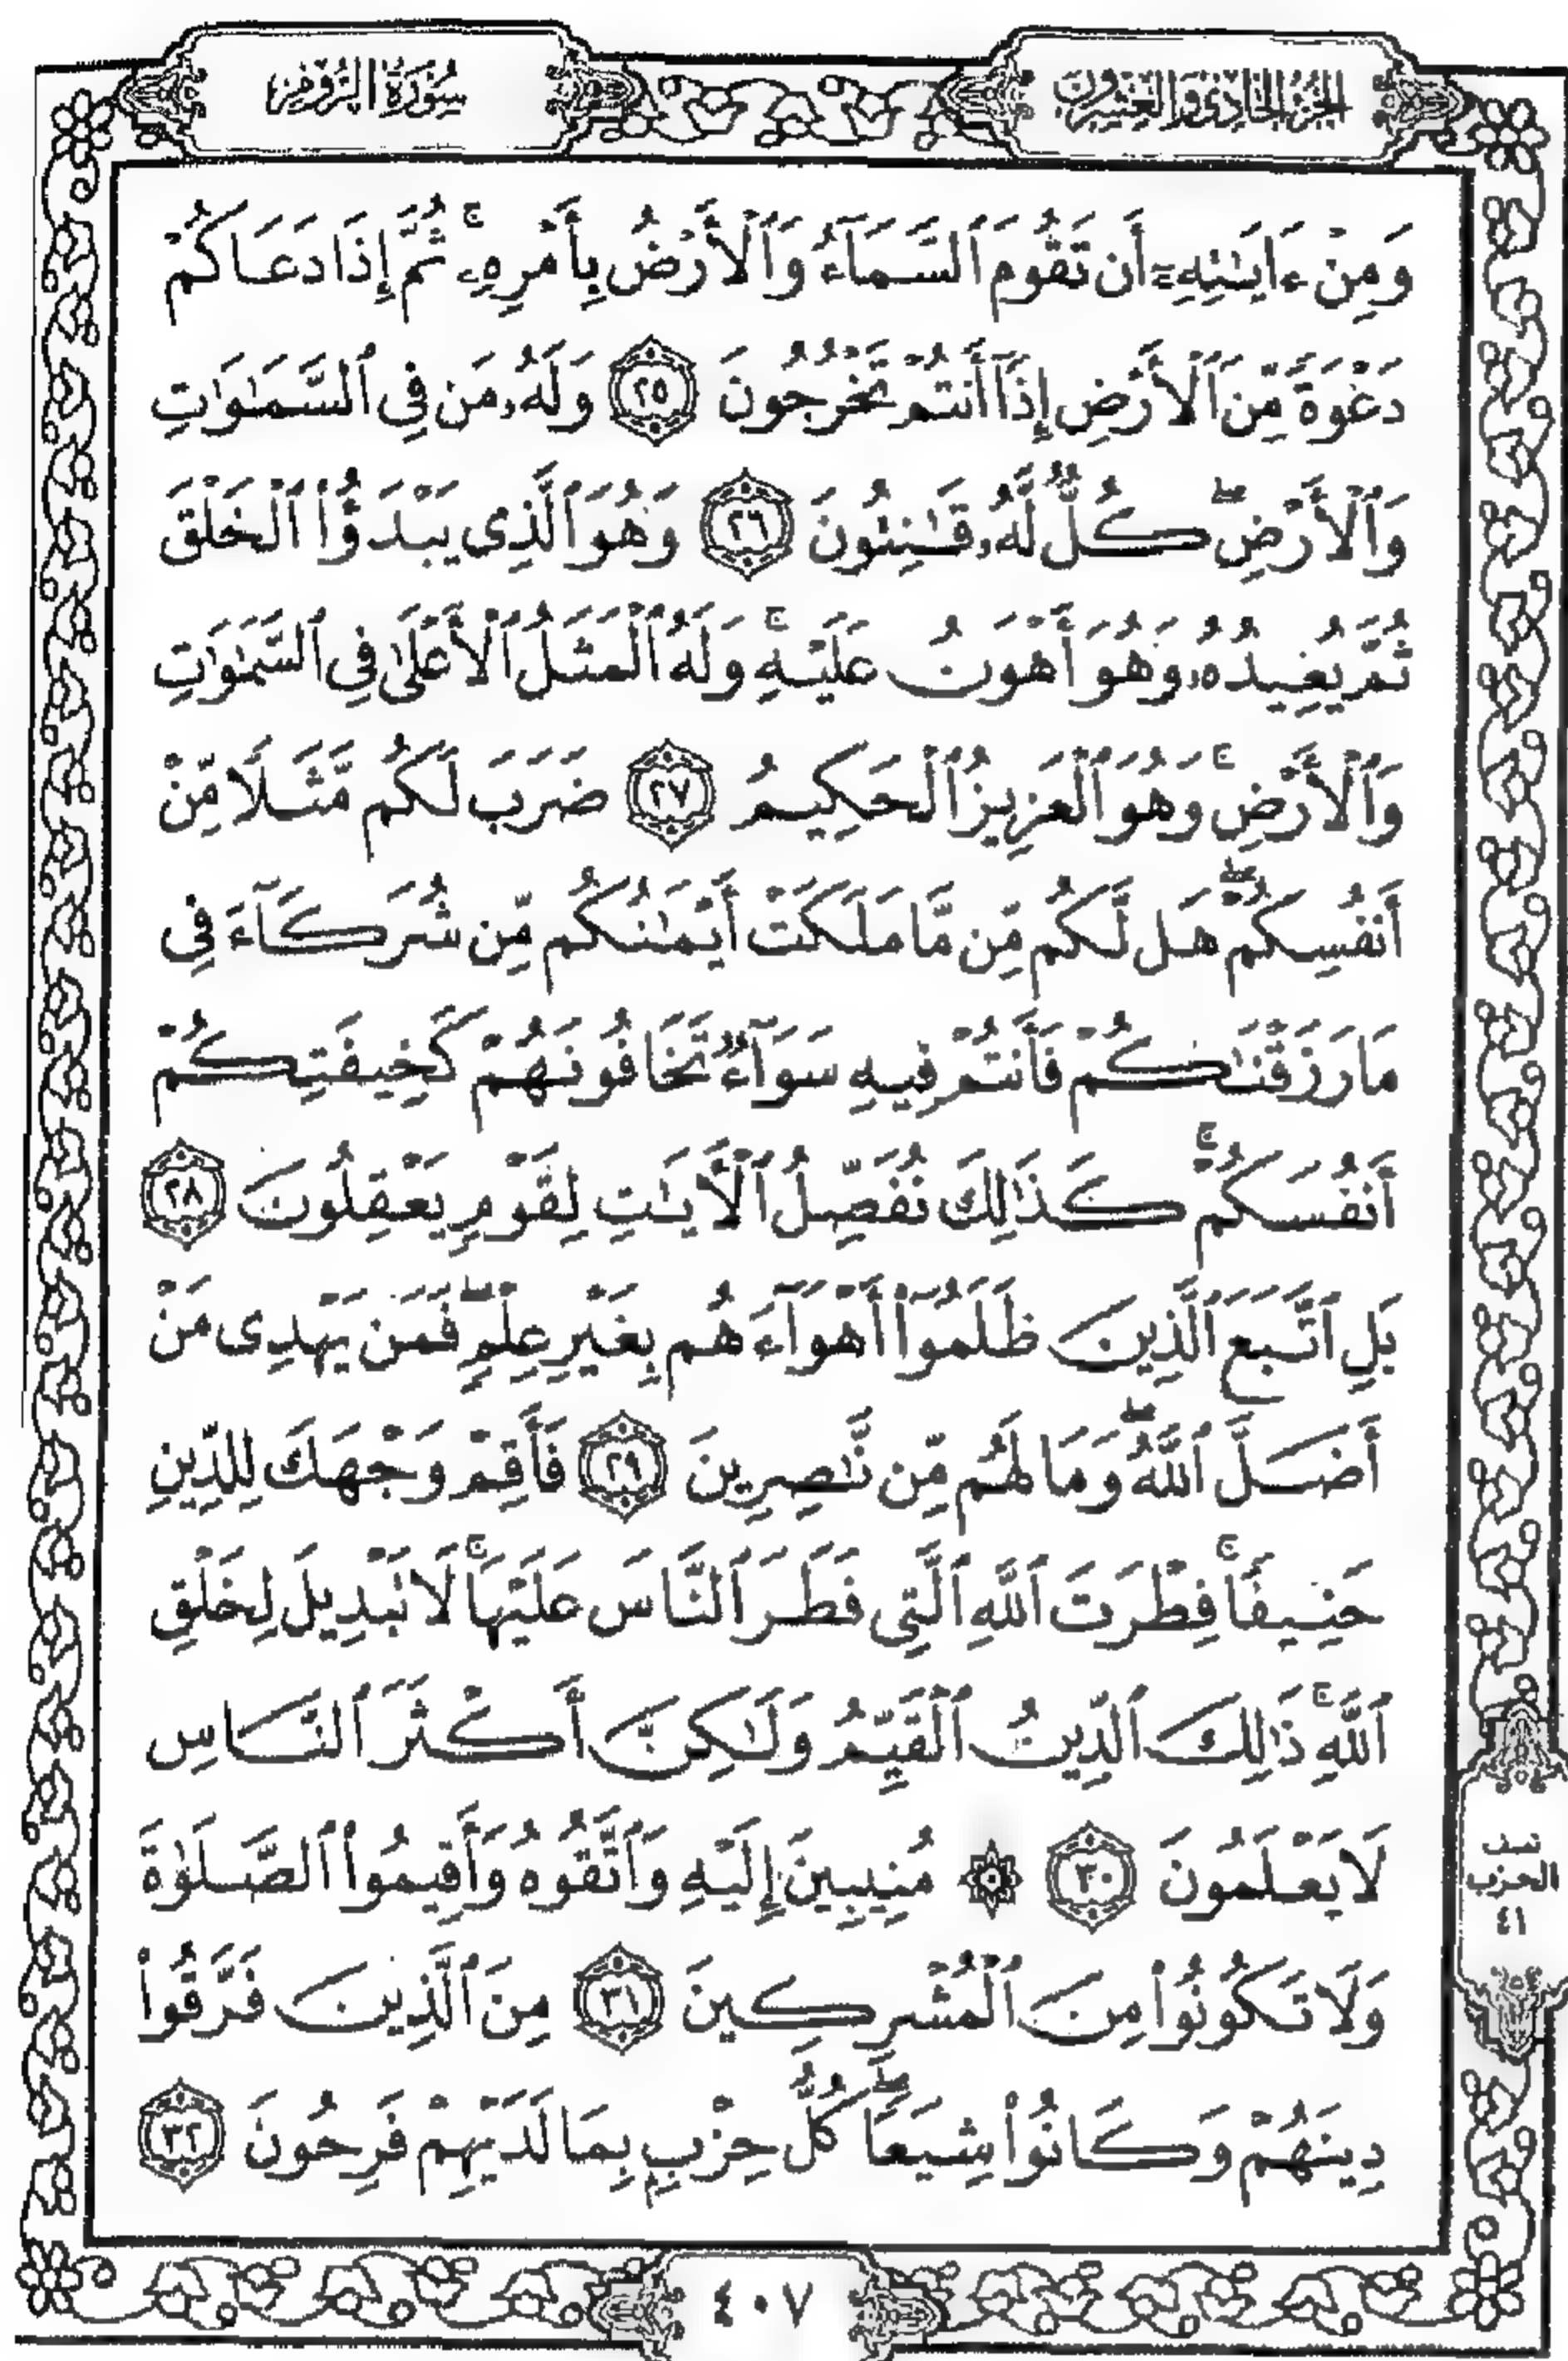 الجزء الحادي والعشرون
سورة الروم
وَمِنْ ءَايَـٰتِهِۦٓ أَن تَقُومَ ٱلسَّمَآءُ وَٱلْأَرْضُ بِأَمْرِهِۦ ۚ ثُمَّ إِذَا دَعَاكُمْ
دَعْوَةً مِّنَ ٱلْأَرْضِ إِذَآ أَنتُمْ تَخْرُجُونَ ٢٥ وَلَهُۥ مَن فِى ٱلسَّمَـٰوَٰتِ
وَٱلْأَرْضِ ۖ كُلٌّ لَّهُۥ قَـٰنِتُونَ ٢٦ وَهُوَ ٱلَّذِى يَبْدَؤُا۟ ٱلْخَلْقَ
ثُمَّ يُعِيدُهُۥ وَهُوَ أَهْوَنُ عَلَيْهِ ۚ وَلَهُ ٱلْمَثَلُ ٱلْأَعْلَىٰ فِى ٱلسَّمَـٰوَٰتِ
وَٱلْأَرْضِ ۚ وَهُوَ ٱلْعَزِيزُ ٱلْحَكِيمُ ٢٧ ضَرَبَ لَكُم مَّثَلًا مِّنْ
أَنفُسِكُمْ ۖ هَل لَّكُم مِّن مَّا مَلَكَتْ أَيْمَـٰنُكُم مِّن شُرَكَآءَ فِى
مَا رَزَقْنَـٰكُمْ فَأَنتُمْ فِيهِ سَوَآءٌ تَخَافُونَهُمْ كَخِيفَتِكُمْ
أَنفُسَكُمْ ۚ كَذَٰلِكَ نُفَصِّلُ ٱلْـَٔايَـٰتِ لِقَوْمٍ يَعْقِلُونَ ٢٨
بَلِ ٱتَّبَعَ ٱلَّذِينَ ظَلَمُوٓا۟ أَهْوَآءَهُم بِغَيْرِ عِلْمٍ ۖ فَمَن يَهْدِى مَنْ
أَضَلَّ ٱللَّهُ ۖ وَمَا لَهُم مِّن نَّـٰصِرِينَ ٢٩ فَأَقِمْ وَجْهَكَ لِلدِّينِ
حَنِيفًا ۚ فِطْرَتَ ٱللَّهِ ٱلَّتِى فَطَرَ ٱلنَّاسَ عَلَيْهَا ۚ لَا تَبْدِيلَ لِخَلْقِ
ٱللَّهِ ۚ ذَٰلِكَ ٱلدِّينُ ٱلْقَيِّمُ وَلَـٰكِنَّ أَكْثَرَ ٱلنَّاسِ
لَا يَعْلَمُونَ ٣٠ ۞ مُنِيبِينَ إِلَيْهِ وَٱتَّقُوهُ وَأَقِيمُوا۟ ٱلصَّلَوٰةَ
وَلَا تَكُونُوا۟ مِنَ ٱلْمُشْرِكِينَ ٣١ مِنَ ٱلَّذِينَ فَرَّقُوا۟
دِينَهُمْ وَكَانُوا۟ شِيَعًا ۖ كُلُّ حِزْبٍۭ بِمَا لَدَيْهِمْ فَرِحُونَ ٣٢
نصف
الحزب
٤١
٤٠٧